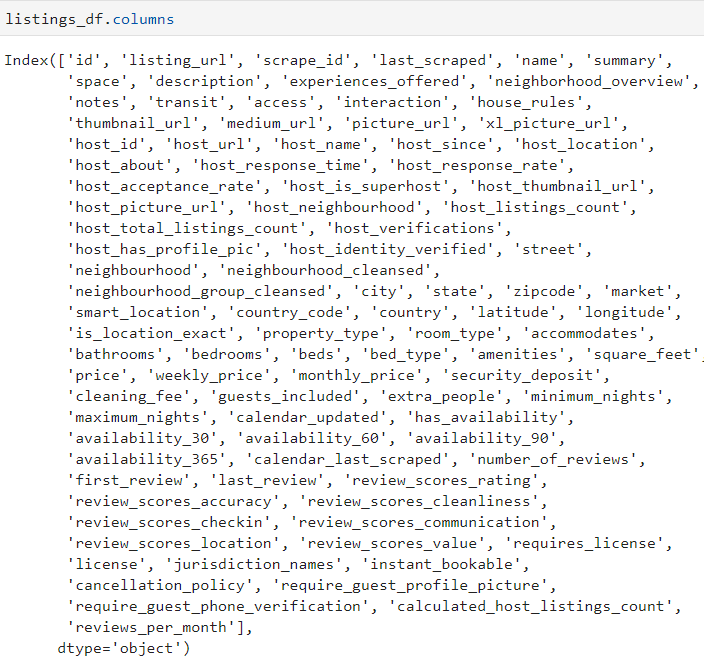 listings_df.columns
Index(['id', 'listing_url', 'scrape_id', 'last_scraped', 'name', 'summary',
'space', 'description', 'experiences_offered', 'neighborhood_overview',
'notes', 'transit', 'access', 'interaction', 'house_rules',
'thumbnail_url', 'medium_url', 'picture_url', 'xl_picture_url',
'host_id', 'host_url', 'host_name', 'host_since', 'host_location',
'host_about', 'host_response_time', 'host_response_rate',
'host_acceptance_rate', 'host_is_superhost', 'host_thumbnail_url',
'host_picture_url', 'host_neighbourhood', 'host_listings_count',
'host_total_listings_count', 'host_verifications',
'host_has_profile_pic', 'host_identity_verified', 'street',
'neighbourhood', 'neighbourhood_cleansed',
'neighbourhood_group_cleansed', 'city', 'state', 'zipcode', 'market',
'smart_location', 'country_code', 'country', 'latitude', 'longitude',
'is_location_exact', 'property_type', 'room_type', 'accommodates',
'bathrooms', 'bedrooms', 'beds', 'bed_type', 'amenities', 'square_feet',
'price', 'weekly_price', 'monthly_price', 'security_deposit',
'cleaning_fee', 'guests_included', 'extra_people', 'minimum_nights',
'maximum_nights', 'calendar_updated', 'has_availability',
'availability_30', 'availability_60', 'availability_90',
'availability_365', 'calendar_last_scraped', 'number_of_reviews',
'first_review', 'last_review', 'review_scores_rating',
'review_scores_accuracy', 'review_scores_cleanliness',
'review_scores_checkin', 'review_scores_communication',
'review_scores_location', 'review_scores_value', 'requires_license',
'license', 'jurisdiction_names', 'instant_bookable',
'cancellation_policy', 'require_guest_profile_picture',
'require_guest_phone_verification', 'calculated_host_listings_count',
'reviews_per_month'],
dtype='object')